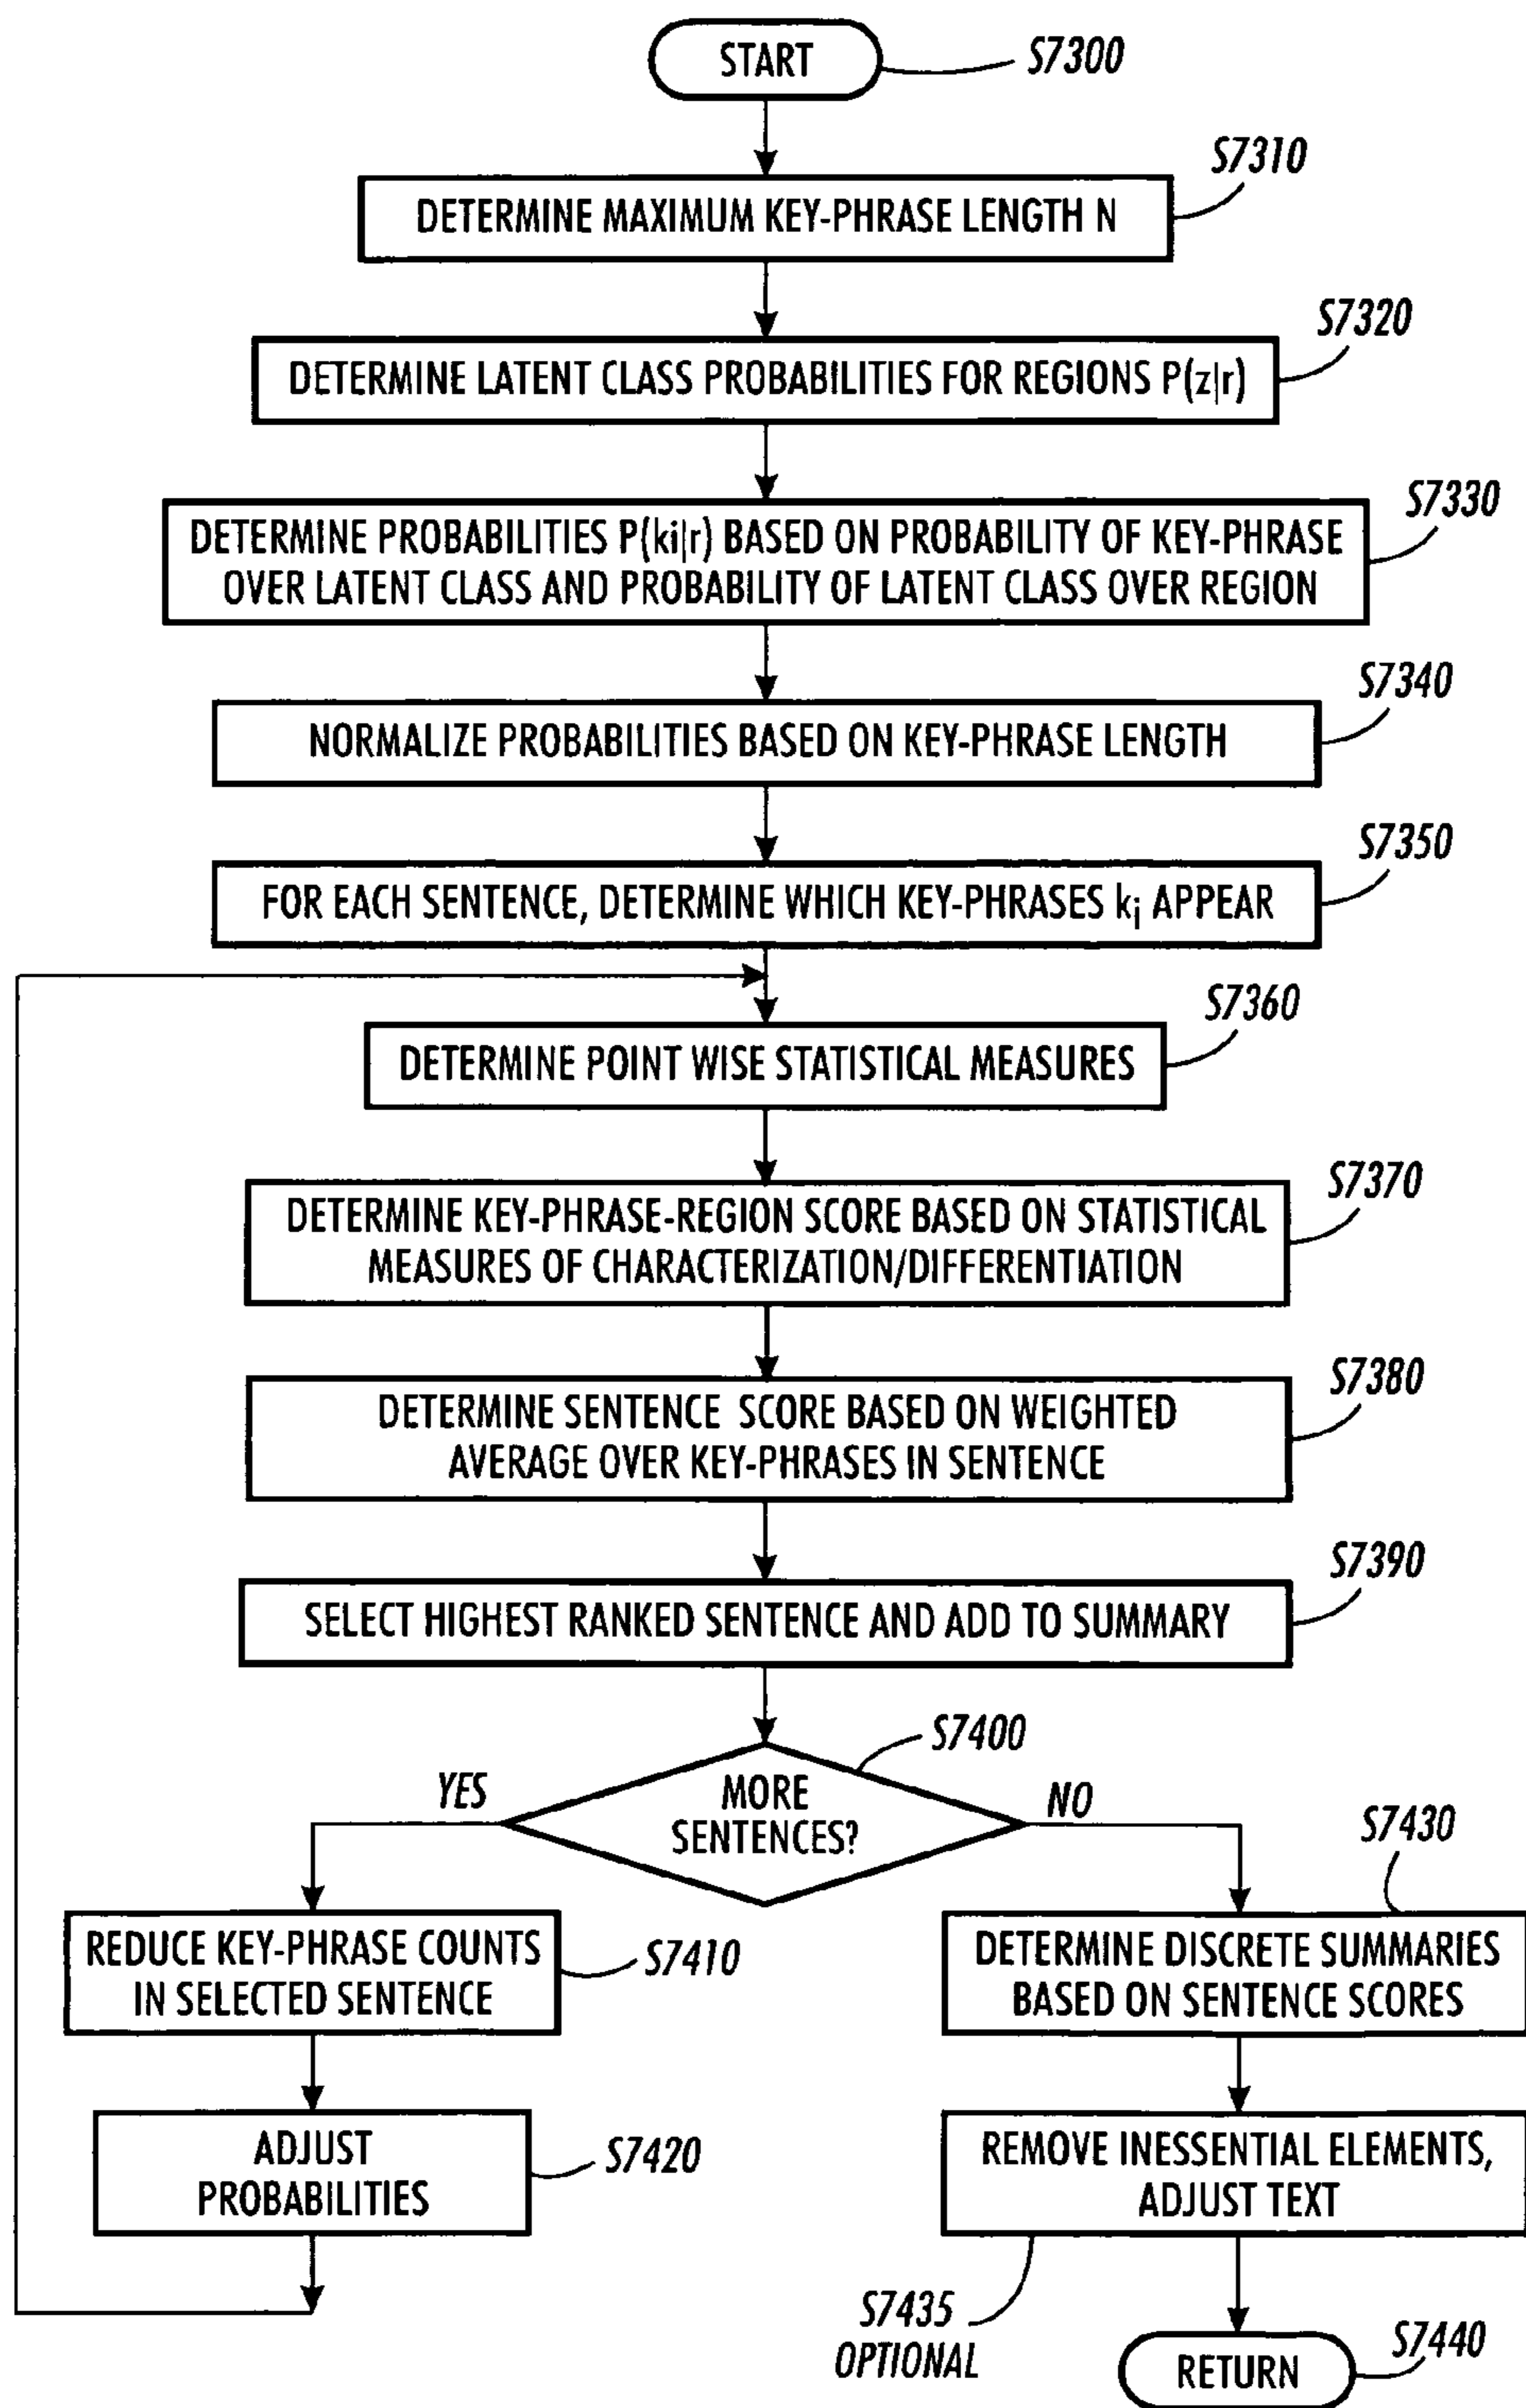 START
S7300
S7310
DETERMINE MAXIMUM KEY-PHRASE LENGTH N
S7320
DETERMINE LATENT CLASS PROBABILITIES FOR REGIONS P(z|r)
S7330
DETERMINE PROBABILITIES P(ki|r) BASED ON PROBABILITY OF KEY-PHRASE
OVER LATENT CLASS AND PROBABILITY OF LATENT CLASS OVER REGION
S7340
NORMALIZE PROBABILITIES BASED ON KEY-PHRASE LENGTH
S7350
FOR EACH SENTENCE, DETERMINE WHICH KEY-PHRASES ki APPEAR
S7360
DETERMINE POINT WISE STATISTICAL MEASURES
S7370
DETERMINE KEY-PHRASE-REGION SCORE BASED ON STATISTICAL
MEASURES OF CHARACTERIZATION/DIFFERENTIATION
S7380
DETERMINE SENTENCE SCORE BASED ON WEIGHTED
AVERAGE OVER KEY-PHRASES IN SENTENCE
S7390
SELECT HIGHEST RANKED SENTENCE AND ADD TO SUMMARY
S7400
YES
MORE
SENTENCES?
NO
REDUCE KEY-PHRASE COUNTS
IN SELECTED SENTENCE
S7410
ADJUST
PROBABILITIES
S7420
S7430
DETERMINE DISCRETE SUMMARIES
BASED ON SENTENCE SCORES
REMOVE INESSENTIAL ELEMENTS,
ADJUST TEXT
S7435
OPTIONAL
RETURN
S7440